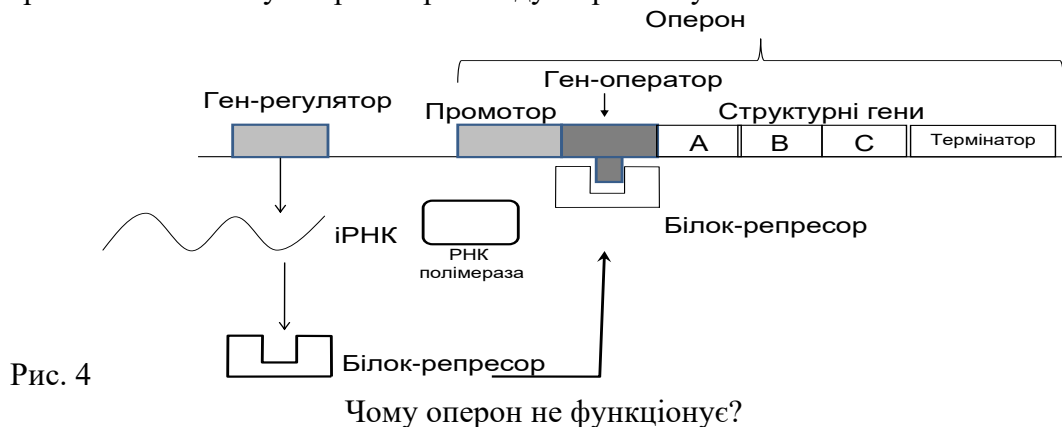 Оперон
Ген-оператор
Ген-регулятор
Промотор
Структурні гени
А
В
С
Термінатор
Білок-репресор
іРНК
РНК
полімераза
Білок-репресор
Рис. 4
Чому оперон не функціонує?